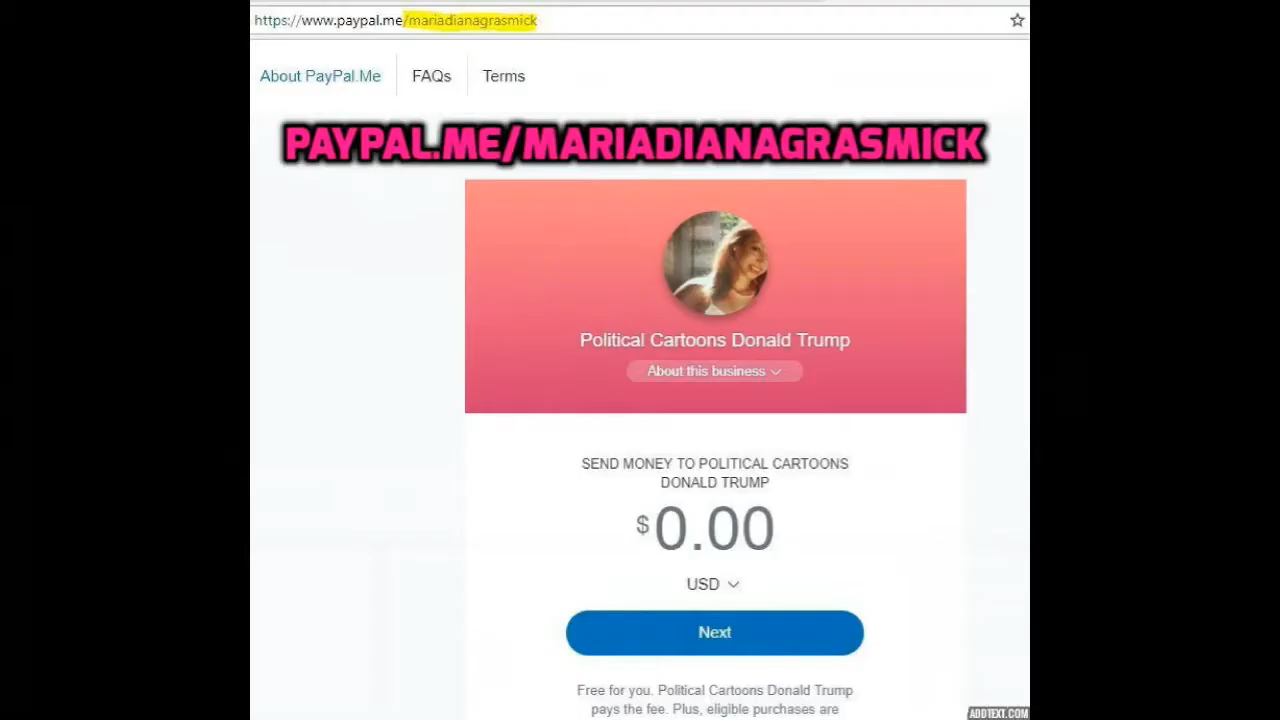 https://www.paypal.me/mariadianagrasmick
About PayPal.Me FAQs Terms
PAYPAL.ME/MARIADIANAGRASMICK
Political Cartoons Donald Trump
About this business
SEND MONEY TO POLITICAL CARTOONS
DONALD TRUMP
$0.00
USD
Next
Free for you. Political Cartoons Donald Trump
pays the fee. Plus, eligible purchases are
ADDTEXT.COM